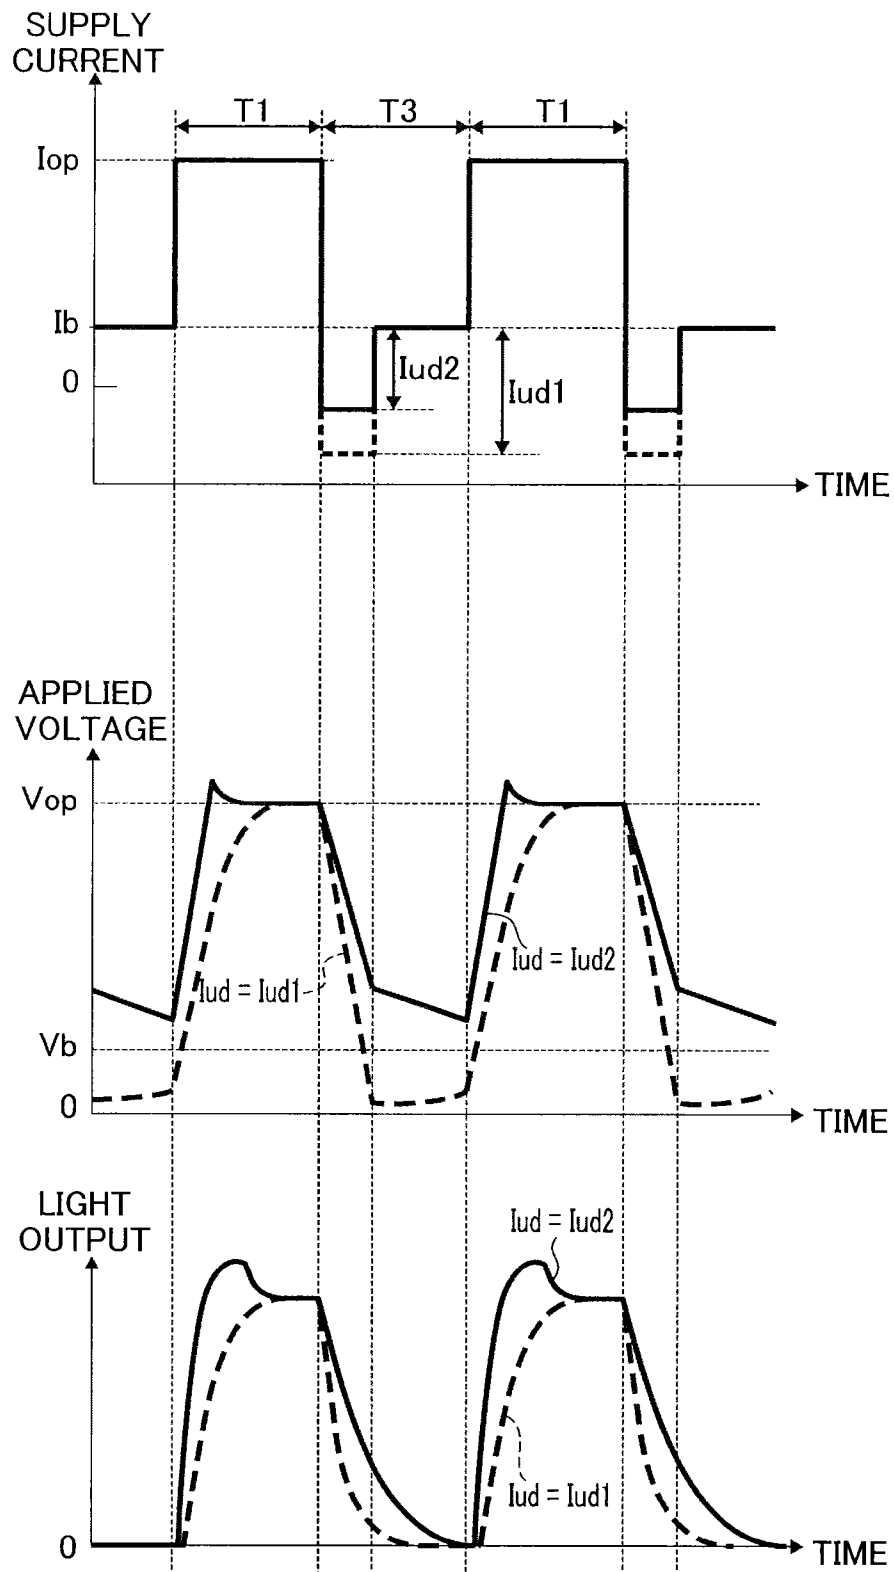 SUPPLY
CURRENT
T1 T3 T1
Iop
Ib
Iud2
Iud1
0
TIME
APPLIED
VOLTAGE
Vop
Iud = Iud1
Iud = Iud2
Vb
0
TIME
LIGHT
OUTPUT
Iud = Iud2
Iud = Iud1
0
TIME